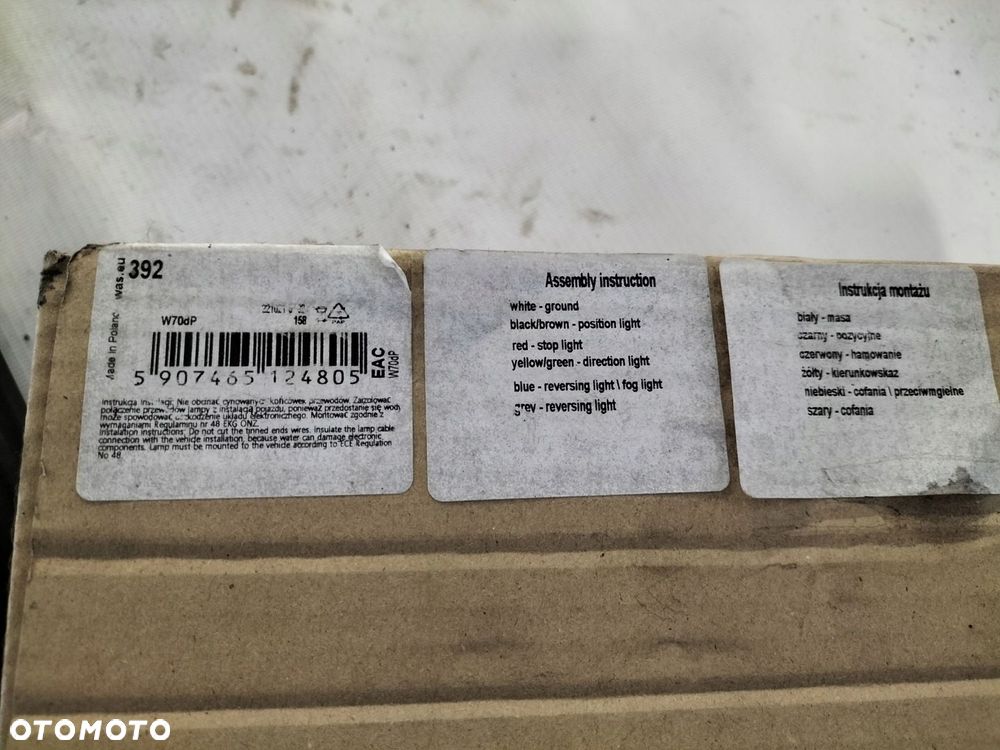 Made in Poland was.eu
392
W70dP
158
PAP
5 907465 124805
EAC
W70dP
Nie obcinać cynowanych końcówek przewodów. Zaizolować
połączenie przewodów lampy z instalacją pojazdu, ponieważ przedostanie się wody
może spowodować układu elektronicznego. Montować zgodnie z
wymaganiami Regulaminu nr 48 EKG ONZ.
Installation instructions: Do not cut the tinned ends wires. Insulate the lamp cable
connection with the vehicle installation, because water can damage electronic
components. Lamp must be mounted to the vehicle according to ECE Regulation
No 48.
Assembly instruction
white - ground
black/brown - position light
red - stop light
yellow/green - direction light
blue - reversing light \ fog light
grey - reversing light
Instrukcja montażu
biały - masa
czarny - pozycyjne
czerwony - hamowanie
żółty - kierunkowskaz
niebieski - cofania \ przeciwmgielne
szary - cofania
OTOMOTO